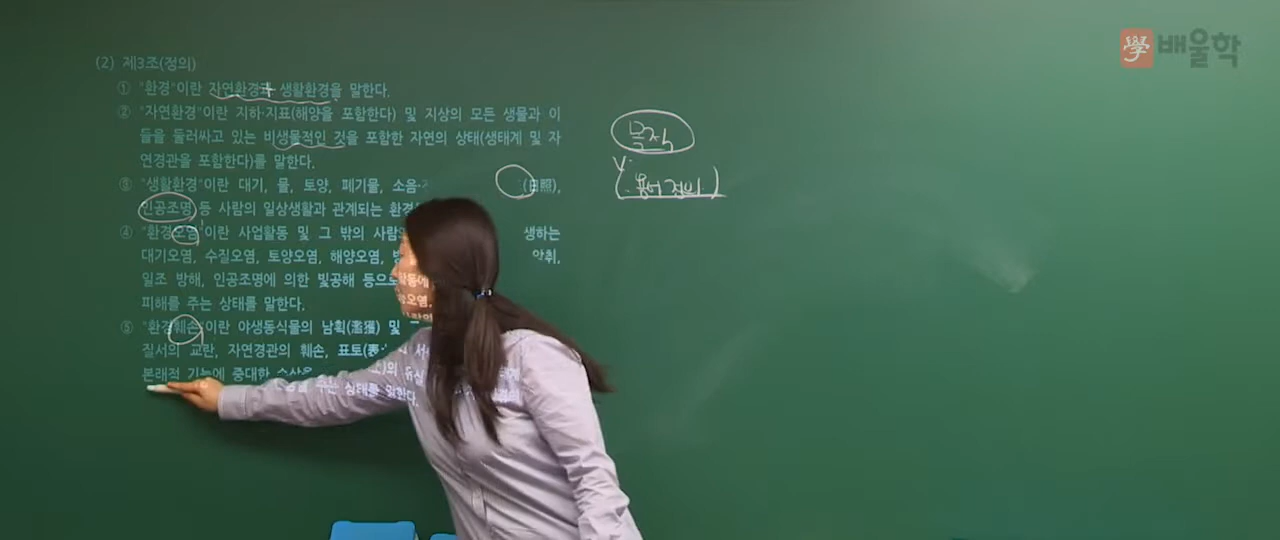 學 배울학
(2) 제3조(정의)
① "환경"이란 자연환경과 생활환경을 말한다.
② "자연환경"이란 지하·지표(해양을 포함한다) 및 지상의 모든 생물과 이
들을 둘러싸고 있는 비생물적인 것을 포함한 자연의 상태(생태계 및 자
연경관을 포함한다)를 말한다.
③ "생활환경"이란 대기, 물, 토양, 폐기물, 소음· (日照),
인공조명 등 사람의 일상생활과 관계되는
④ "환경오염"이란 사업활동 및 그 밖의 생하는
대기오염, 수질오염, 토양오염, 해양오염, 악취,
일조 방해, 인공조명에 의한 빛공해
피해를 주는 상태를 말한다.
⑤ "환경훼손"이란 야생동식물의 남획(濫獲) 및
질서의 교란, 자연경관의 훼손,
본래적 기능에 중대한 주는 상태를 말한다.
목적
용어 정의